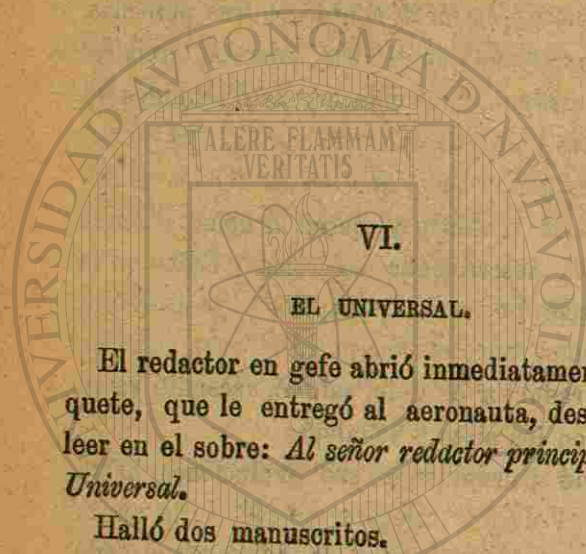 ALERE FLAMMAM
VERITATIS
VI.
EL UNIVERSAL.
El redactor en gefe abrió inmediatamen
quete, que le entregó al aeronauta, des
leer en el sobre: Al señor redactor princip
Universal.
Halló dos manuscritos.